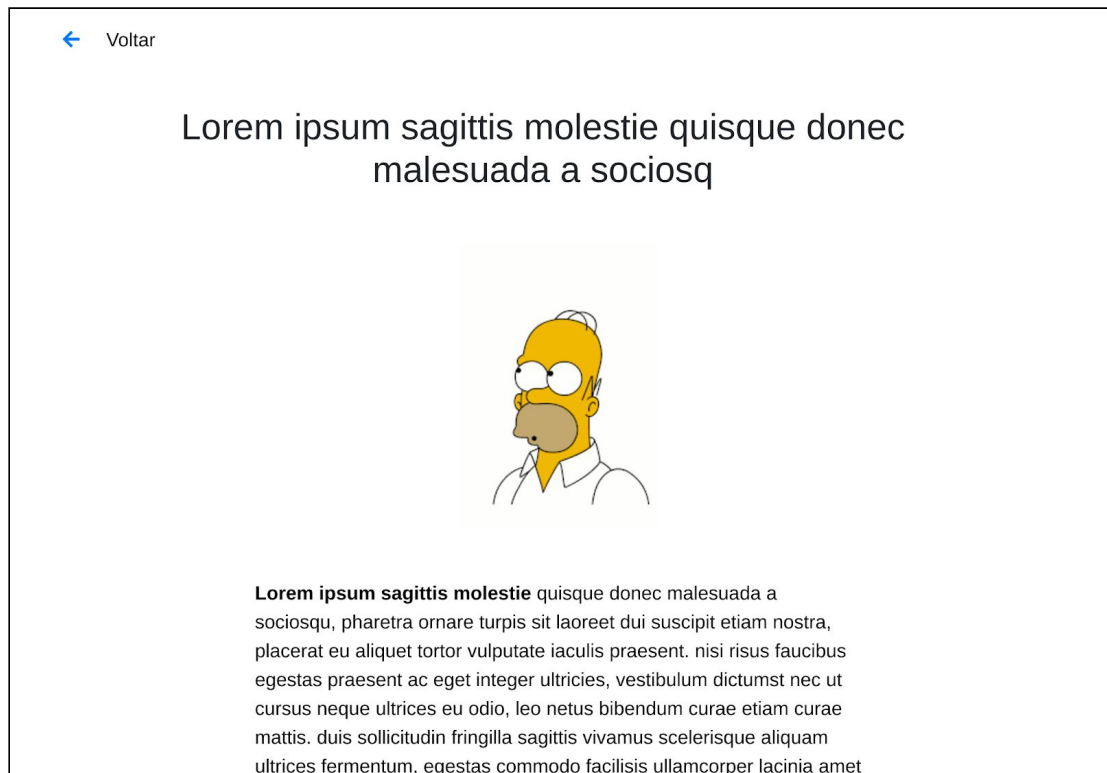 Voltar
Lorem ipsum sagittis molestie quisque donec
malesuada a sociosq
Lorem ipsum sagittis molestie quisque donec malesuada a
sociosqu, pharetra ornare turpis sit laoreet dui suscipit etiam nostra,
placerat eu aliquet tortor vulputate iaculis praesent. nisi risus faucibus
egestas praesent ac eget integer ultricies, vestibulum dictumst nec ut
cursus neque ultrices eu odio, leo netus bibendum curae etiam curae
mattis. duis sollicitudin fringilla sagittis vivamus scelerisque aliquam
ultrices fermentum, egestas commodo facilisis ullamcorper lacinia amet